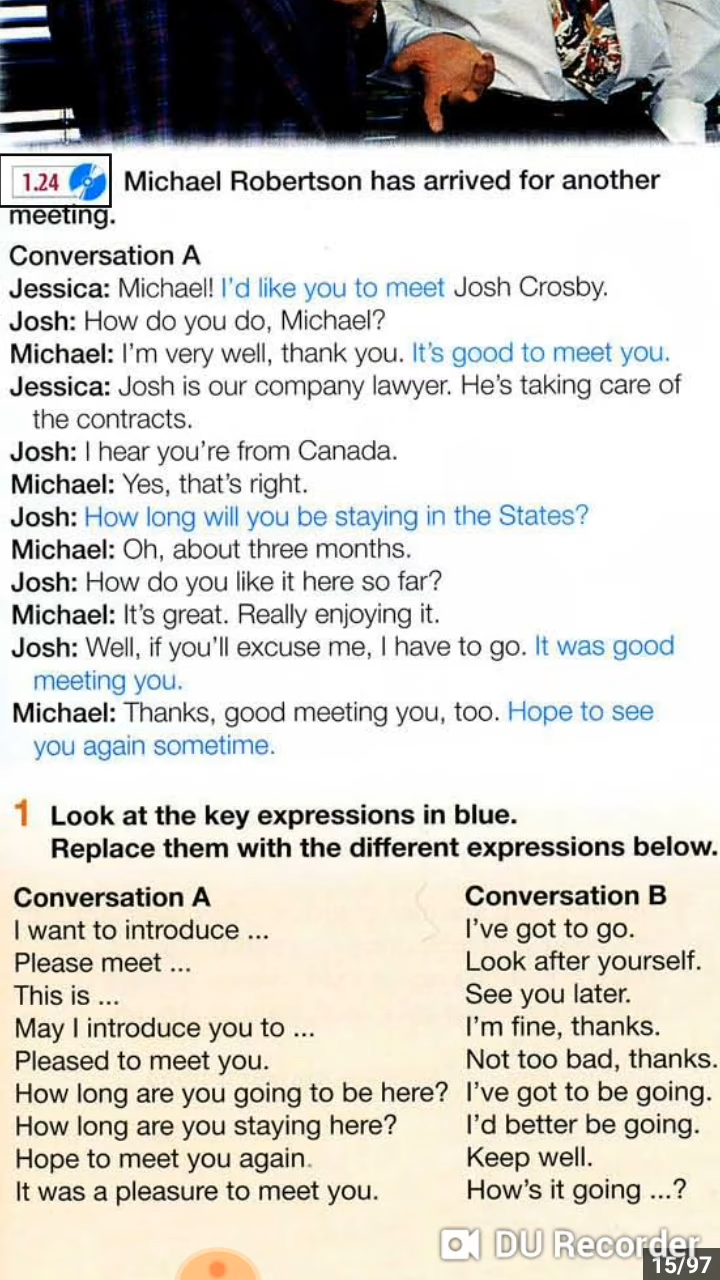 1.24 Michael Robertson has arrived for another
meeting.
Conversation A
Jessica: Michael! I'd like you to meet Josh Crosby.
Josh: How do you do, Michael?
Michael: I'm very well, thank you. It's good to meet you.
Jessica: Josh is our company lawyer. He's taking care of
the contracts.
Josh: I hear you're from Canada.
Michael: Yes, that's right.
Josh: How long will you be staying in the States?
Michael: Oh, about three months.
Josh: How do you like it here so far?
Michael: It's great. Really enjoying it.
Josh: Well, if you'll excuse me, I have to go. It was good
meeting you.
Michael: Thanks, good meeting you, too. Hope to see
you again sometime.
1 Look at the key expressions in blue.
Replace them with the different expressions below.
Conversation A
I want to introduce ...
Please meet ...
This is ...
May I introduce you to ...
Pleased to meet you.
How long are you going to be here?
How long are you staying here?
Hope to meet you again.
It was a pleasure to meet you.
Conversation B
I've got to go.
Look after yourself.
See you later.
I'm fine, thanks.
Not too bad, thanks.
I've got to be going.
I'd better be going.
Keep well.
How's it going ...?
DU Recorder
15/97